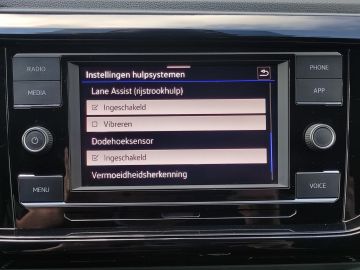 RADIO
MEDIA
MENU
Instellingen hulpsystemen
Lane Assist (rijstrookhulp)
Ingeschakeld
Vibreren
Dodehoeksensor
Ingeschakeld
Vermoeidheidsherkenning
PHONE
APP
VOICE